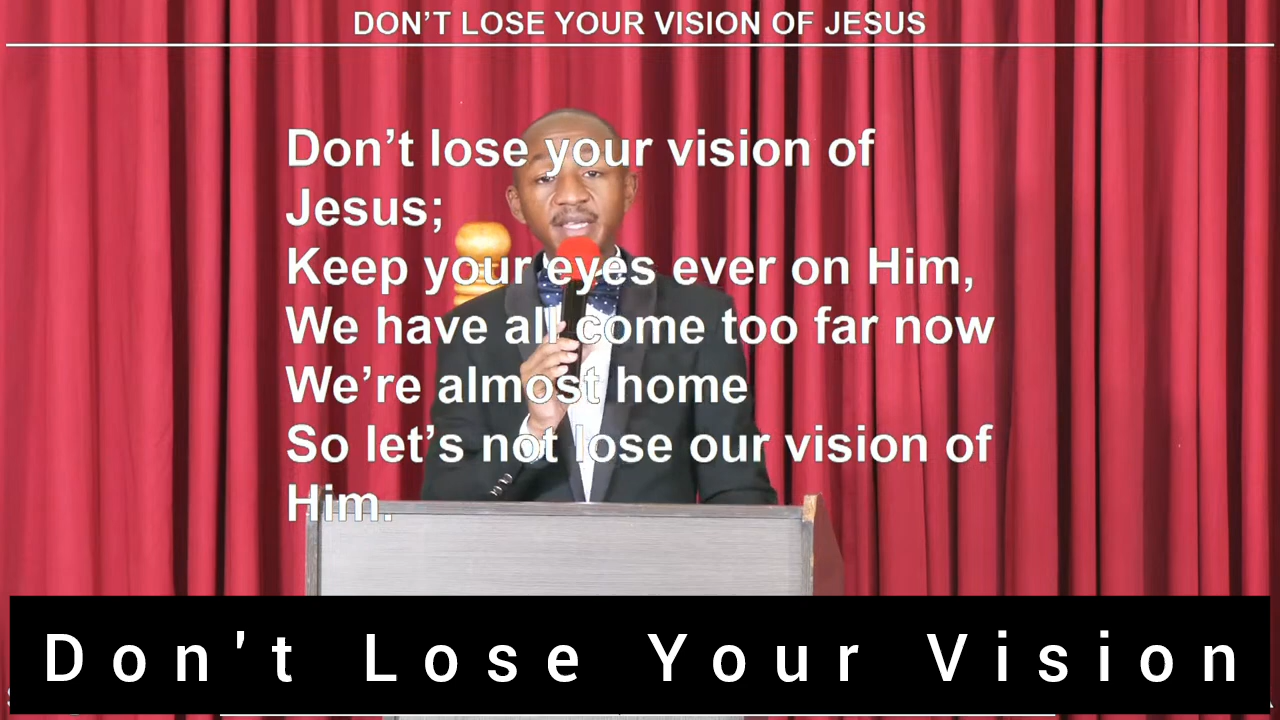 DON’T LOSE YOUR VISION OF JESUS
Don’t lose your vision of
Jesus;
Keep your eyes ever on Him,
We have all come too far now
We’re almost home
So let’s not lose our vision of
Him.
Don't Lose Your Vision